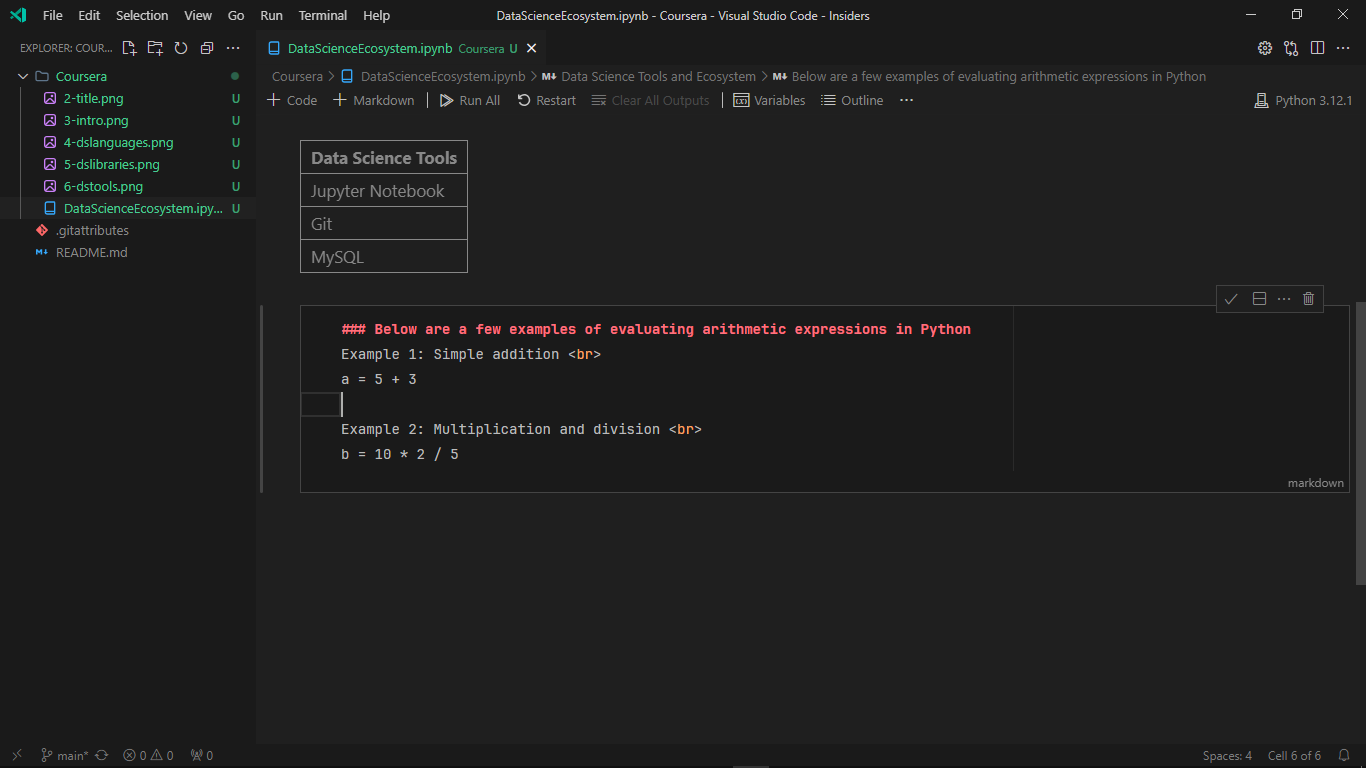 File Edit Selection View Go Run Terminal Help DataScienceEcosystem.ipynb - Coursera - Visual Studio Code - Insiders
EXPLORER: COUR...
DataScienceEcosystem.ipynb Coursera U
Coursera
2-title.png U
3-intro.png U
4-dslanguages.png U
5-dslibraries.png U
6-dstools.png U
DataScienceEcosystem.ipy... U
.gitattributes
README.md
Coursera > DataScienceEcosystem.ipynb > Data Science Tools and Ecosystem > Below are a few examples of evaluating arithmetic expressions in Python
+ Code + Markdown Run All Restart Clear All Outputs Variables Outline ... Python 3.12.1
Data Science Tools
Jupyter Notebook
Git
MySQL
### Below are a few examples of evaluating arithmetic expressions in Python
Example 1: Simple addition <br>
a = 5 + 3
Example 2: Multiplication and division <br>
b = 10 * 2 / 5
markdown
main* 0 0 0 Spaces: 4 Cell 6 of 6